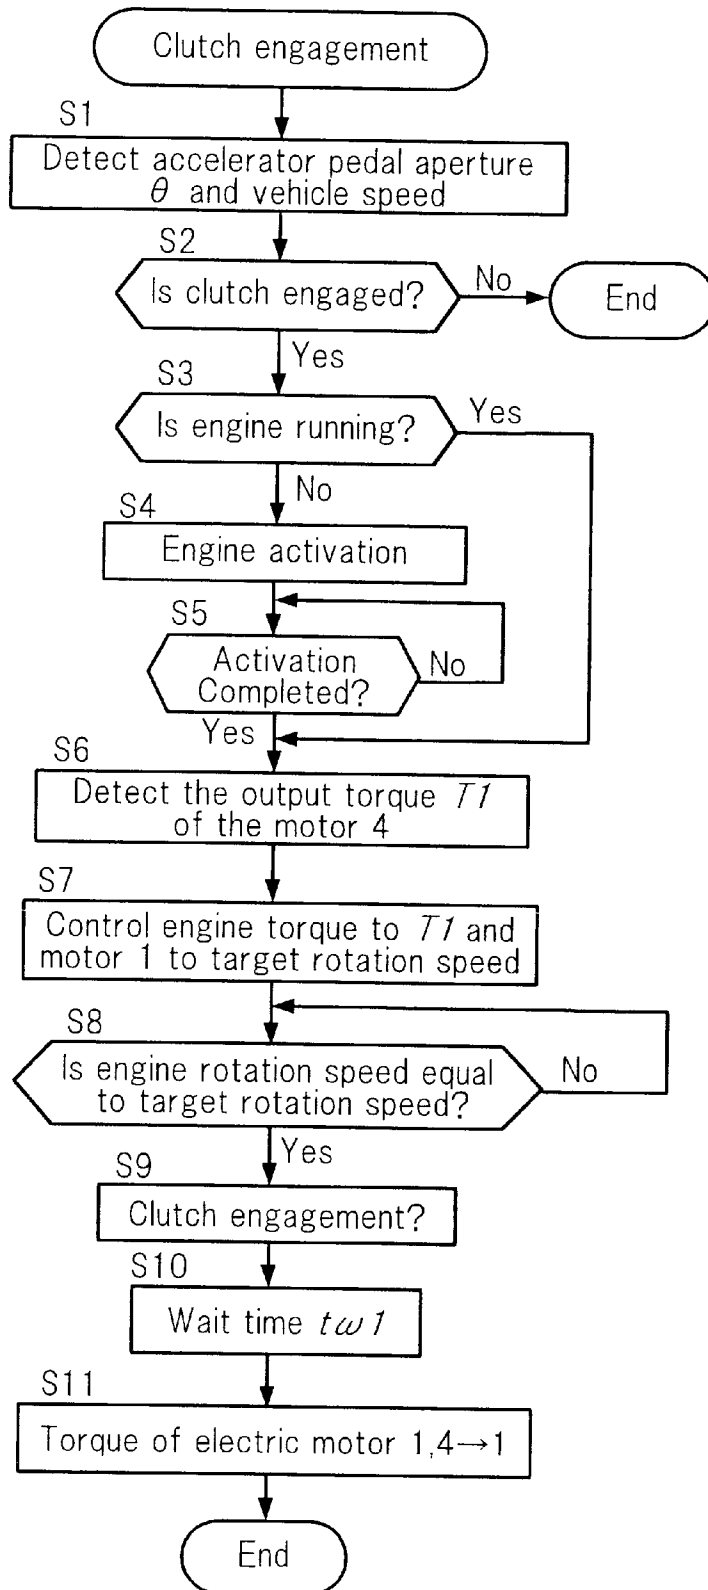 Clutch engagement
S1
Detect accelerator pedal aperture
θ and vehicle speed
S2
Is clutch engaged?
No
End
Yes
S3
Is engine running?
Yes
No
S4
Engine activation
S5
Activation
Completed?
No
Yes
S6
Detect the output torque T1
of the motor 4
S7
Control engine torque to T1 and
motor 1 to target rotation speed
S8
Is engine rotation speed equal
to target rotation speed?
No
Yes
S9
Clutch engagement?
S10
Wait time tω1
S11
Torque of electric motor 1,4→1
End